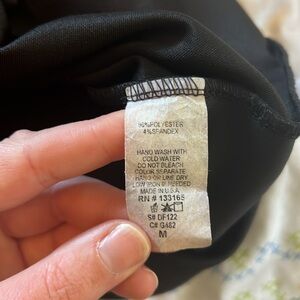 96%POLYESTER
4%SPANDEX
HAND WASH WITH
COLD WATER
DO NOT BLEACH
COLOR SEPARATE
HANG OR LINE DRY
LOW IRON IF NEEDED
MADE IN U.S.A
RN # 133165
S# DF122
C# G482
M